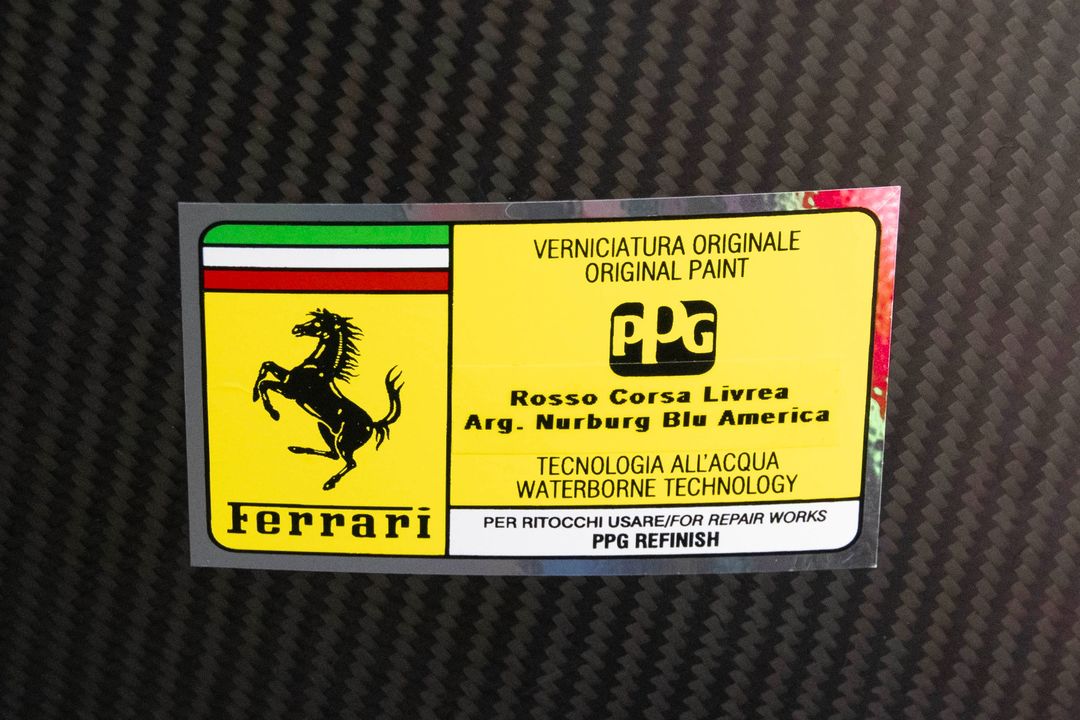 Ferrari
VERNICIATURA ORIGINALE
ORIGINAL PAINT
PPG
Rosso Corsa Livrea
Arg. Nurburg Blu America
TECNOLOGIA ALL'ACQUA
WATERBORNE TECHNOLOGY
PER RITOCCHI USARE/FOR REPAIR WORKS
PPG REFINISH